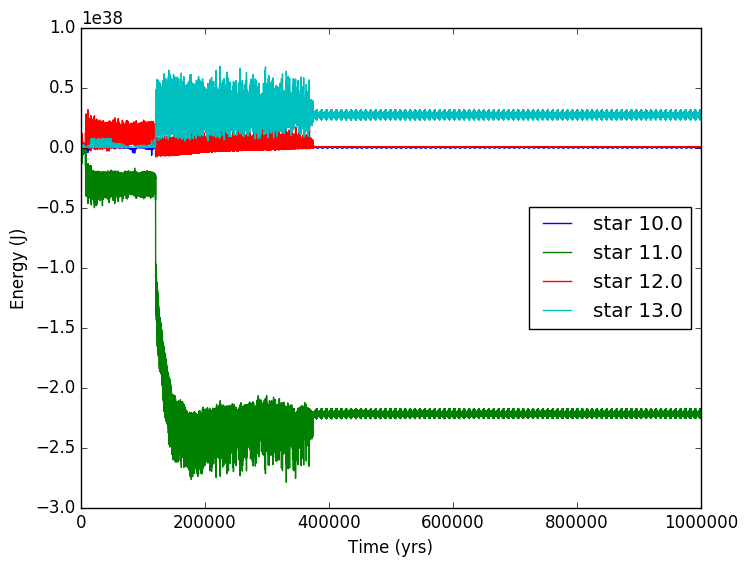 1e38
1.0
0.5
0.0
−0.5
−1.0
−1.5
−2.0
−2.5
−3.0
Energy (J)
star 10.0
star 11.0
star 12.0
star 13.0
0 200000 400000 600000 800000 1000000
Time (yrs)